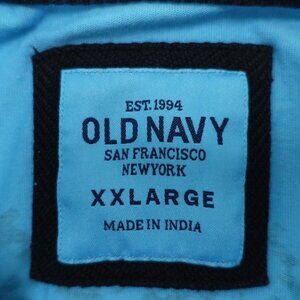 EST. 1994
OLD NAVY
SAN FRANCISCO
NEWYORK
XXLARGE
MADE IN INDIA